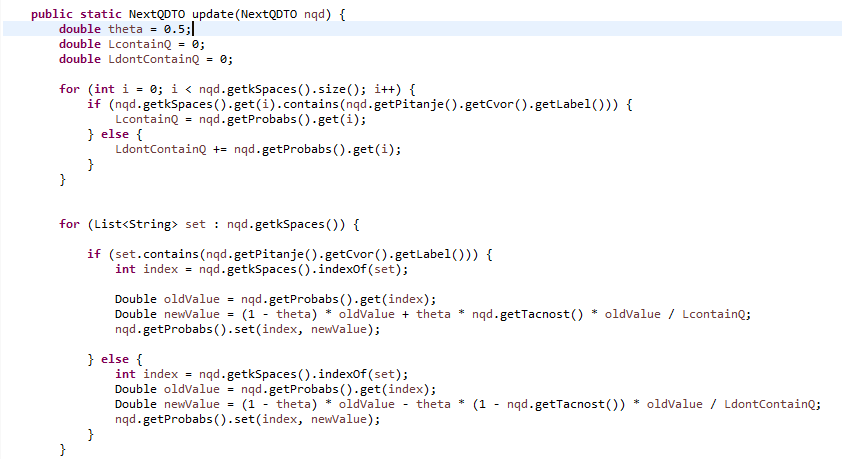 public static NextQDTO update(NextQDTO nqd) {
    double theta = 0.5;
    double LcontainQ = 0;
    double LdontContainQ = 0;
    for (int i = 0; i < nqd.getkSpaces().size(); i++) {
        if (nqd.getkSpaces().get(i).contains(nqd.getPitanje().getCvor().getLabel())) {
            LcontainQ = nqd.getProbabs().get(i);
        } else {
            LdontContainQ += nqd.getProbabs().get(i);
        }
    }
    for (List<String> set : nqd.getkSpaces()) {
        if (set.contains(nqd.getPitanje().getCvor().getLabel())) {
            int index = nqd.getkSpaces().indexOf(set);
            Double oldValue = nqd.getProbabs().get(index);
            Double newValue = (1 - theta) * oldValue + theta * nqd.getTacnost() * oldValue / LcontainQ;
            nqd.getProbabs().set(index, newValue);
        } else {
            int index = nqd.getkSpaces().indexOf(set);
            Double oldValue = nqd.getProbabs().get(index);
            Double newValue = (1 - theta) * oldValue - theta * (1 - nqd.getTacnost()) * oldValue / LdontContainQ;
            nqd.getProbabs().set(index, newValue);
        }
    }